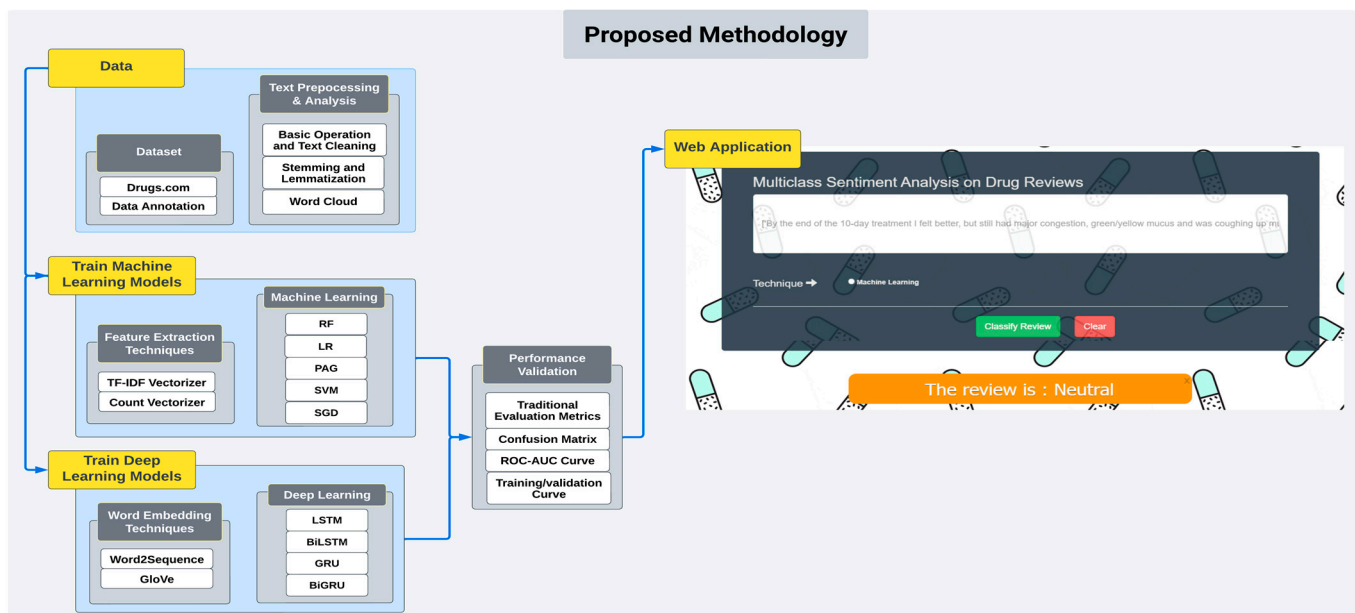 Proposed Methodology
Data
Text Prepocessing
& Analysis
Basic Operation
and Text Cleaning
Stemming and
Lemmatization
Word Cloud
Dataset
Drugs.com
Data Annotation
Train Machine
Learning Models
Feature Extraction
Techniques
TF-IDF Vectorizer
Count Vectorizer
Machine Learning
RF
LR
PAG
SVM
SGD
Train Deep
Learning Models
Word Embedding
Techniques
Word2Sequence
GloVe
Deep Learning
LSTM
BiLSTM
GRU
BiGRU
Performance
Validation
Traditional
Evaluation Metrics
Confusion Matrix
ROC-AUC Curve
Training/validation
Curve
Web Application
Multiclass Sentiment Analysis on Drug Reviews
["By the end of the 10-day treatment I felt better, but still had major congestion, green/yellow mucus and was coughing up
Technique ➔
Machine Learning
Classify Review
Clear
The review is : Neutral
×